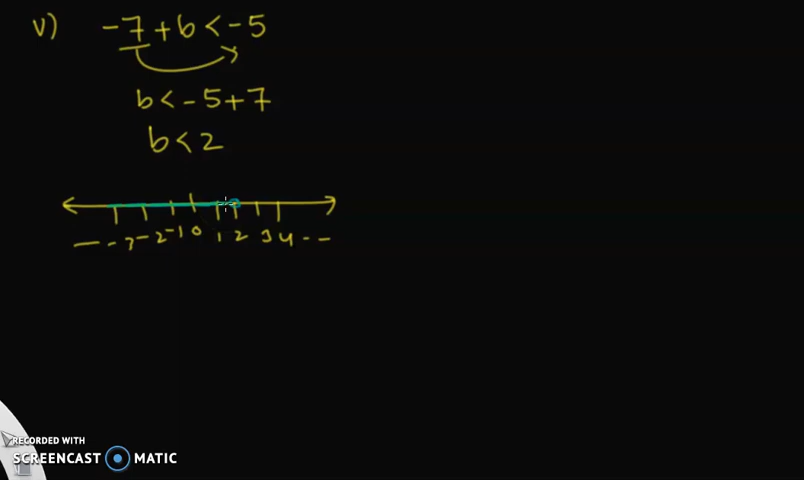 v) -7 + b < -5
b < -5 + 7
b < 2
— -3 -2 -1 0 1 2 3 4 - -
RECORDED WITH
SCREENCAST MATIC